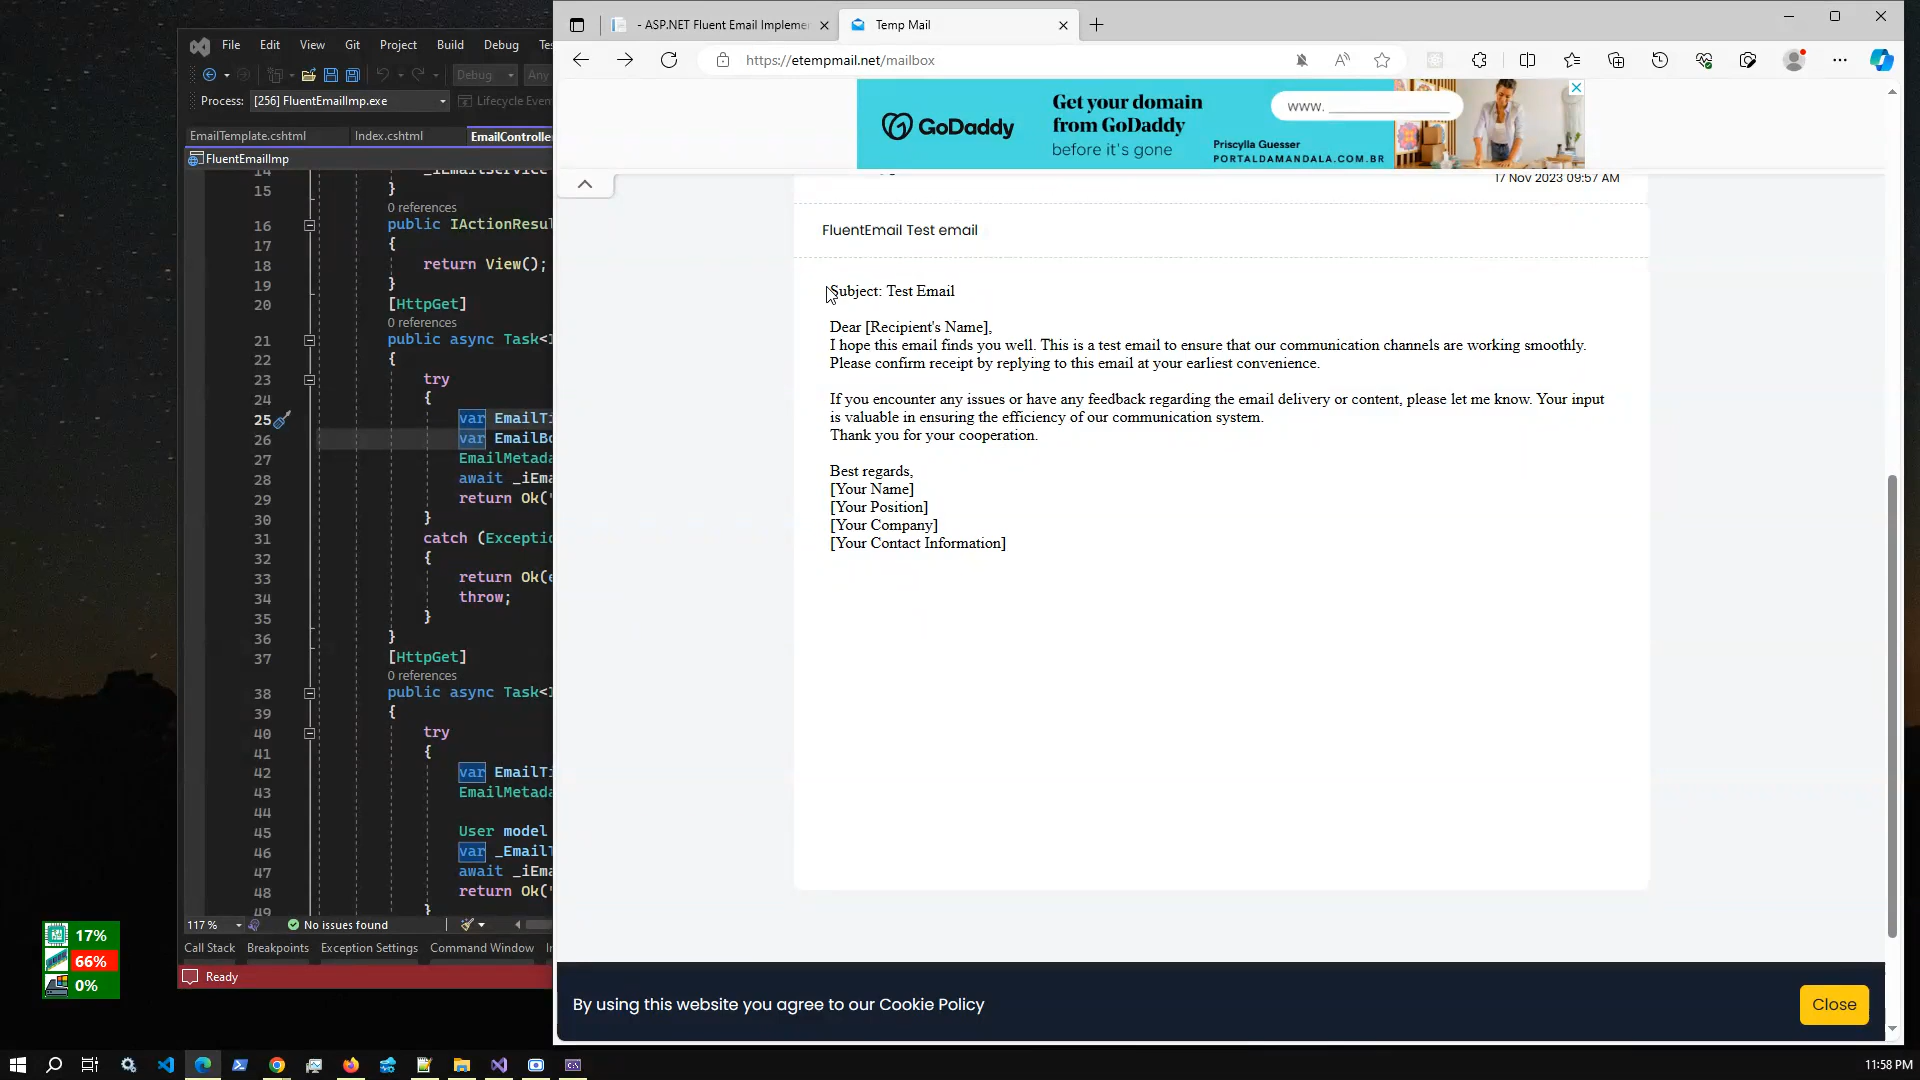 File Edit View Git Project Build Debug Te
Debug Any
Process: [256] FluentEmailImp.exe Lifecycle Even
EmailTemplate.cshtml Index.cshtml EmailControlle
FluentEmailImp
14
15 }
0 references
16 public IActionResul
17 {
18 return View();
19 }
20 [HttpGet]
0 references
21 public async Task<I
22 {
23 try
24 {
25 var EmailTi
26 var EmailBo
27 EmailMetada
28 await _iEma
29 return Ok("
30 }
31 catch (Exceptio
32 {
33 return Ok(e
34 throw;
35 }
36 }
37 [HttpGet]
0 references
38 public async Task<I
39 {
40 try
41 {
42 var EmailTi
43 EmailMetada
44
45 User model
46 var _EmailT
47 await _iEma
48 return Ok("
49 }
117 % No issues found
Call Stack Breakpoints Exception Settings Command Window
Ready
17%
66%
0%
- ASP.NET Fluent Email Implemen
Temp Mail
https://etempmail.net/mailbox
GoDaddy
Get your domain
from GoDaddy
before it's gone
www. ____________________
Priscylla Guesser
PORTALDAMANDALA.COM.BR
17 Nov 2023 09:57 AM
FluentEmail Test email
Subject: Test Email
Dear [Recipient's Name],
I hope this email finds you well. This is a test email to ensure that our communication channels are working smoothly.
Please confirm receipt by replying to this email at your earliest convenience.
If you encounter any issues or have any feedback regarding the email delivery or content, please let me know. Your input
is valuable in ensuring the efficiency of our communication system.
Thank you for your cooperation.
Best regards,
[Your Name]
[Your Position]
[Your Company]
[Your Contact Information]
By using this website you agree to our Cookie Policy
Close
11:58 PM